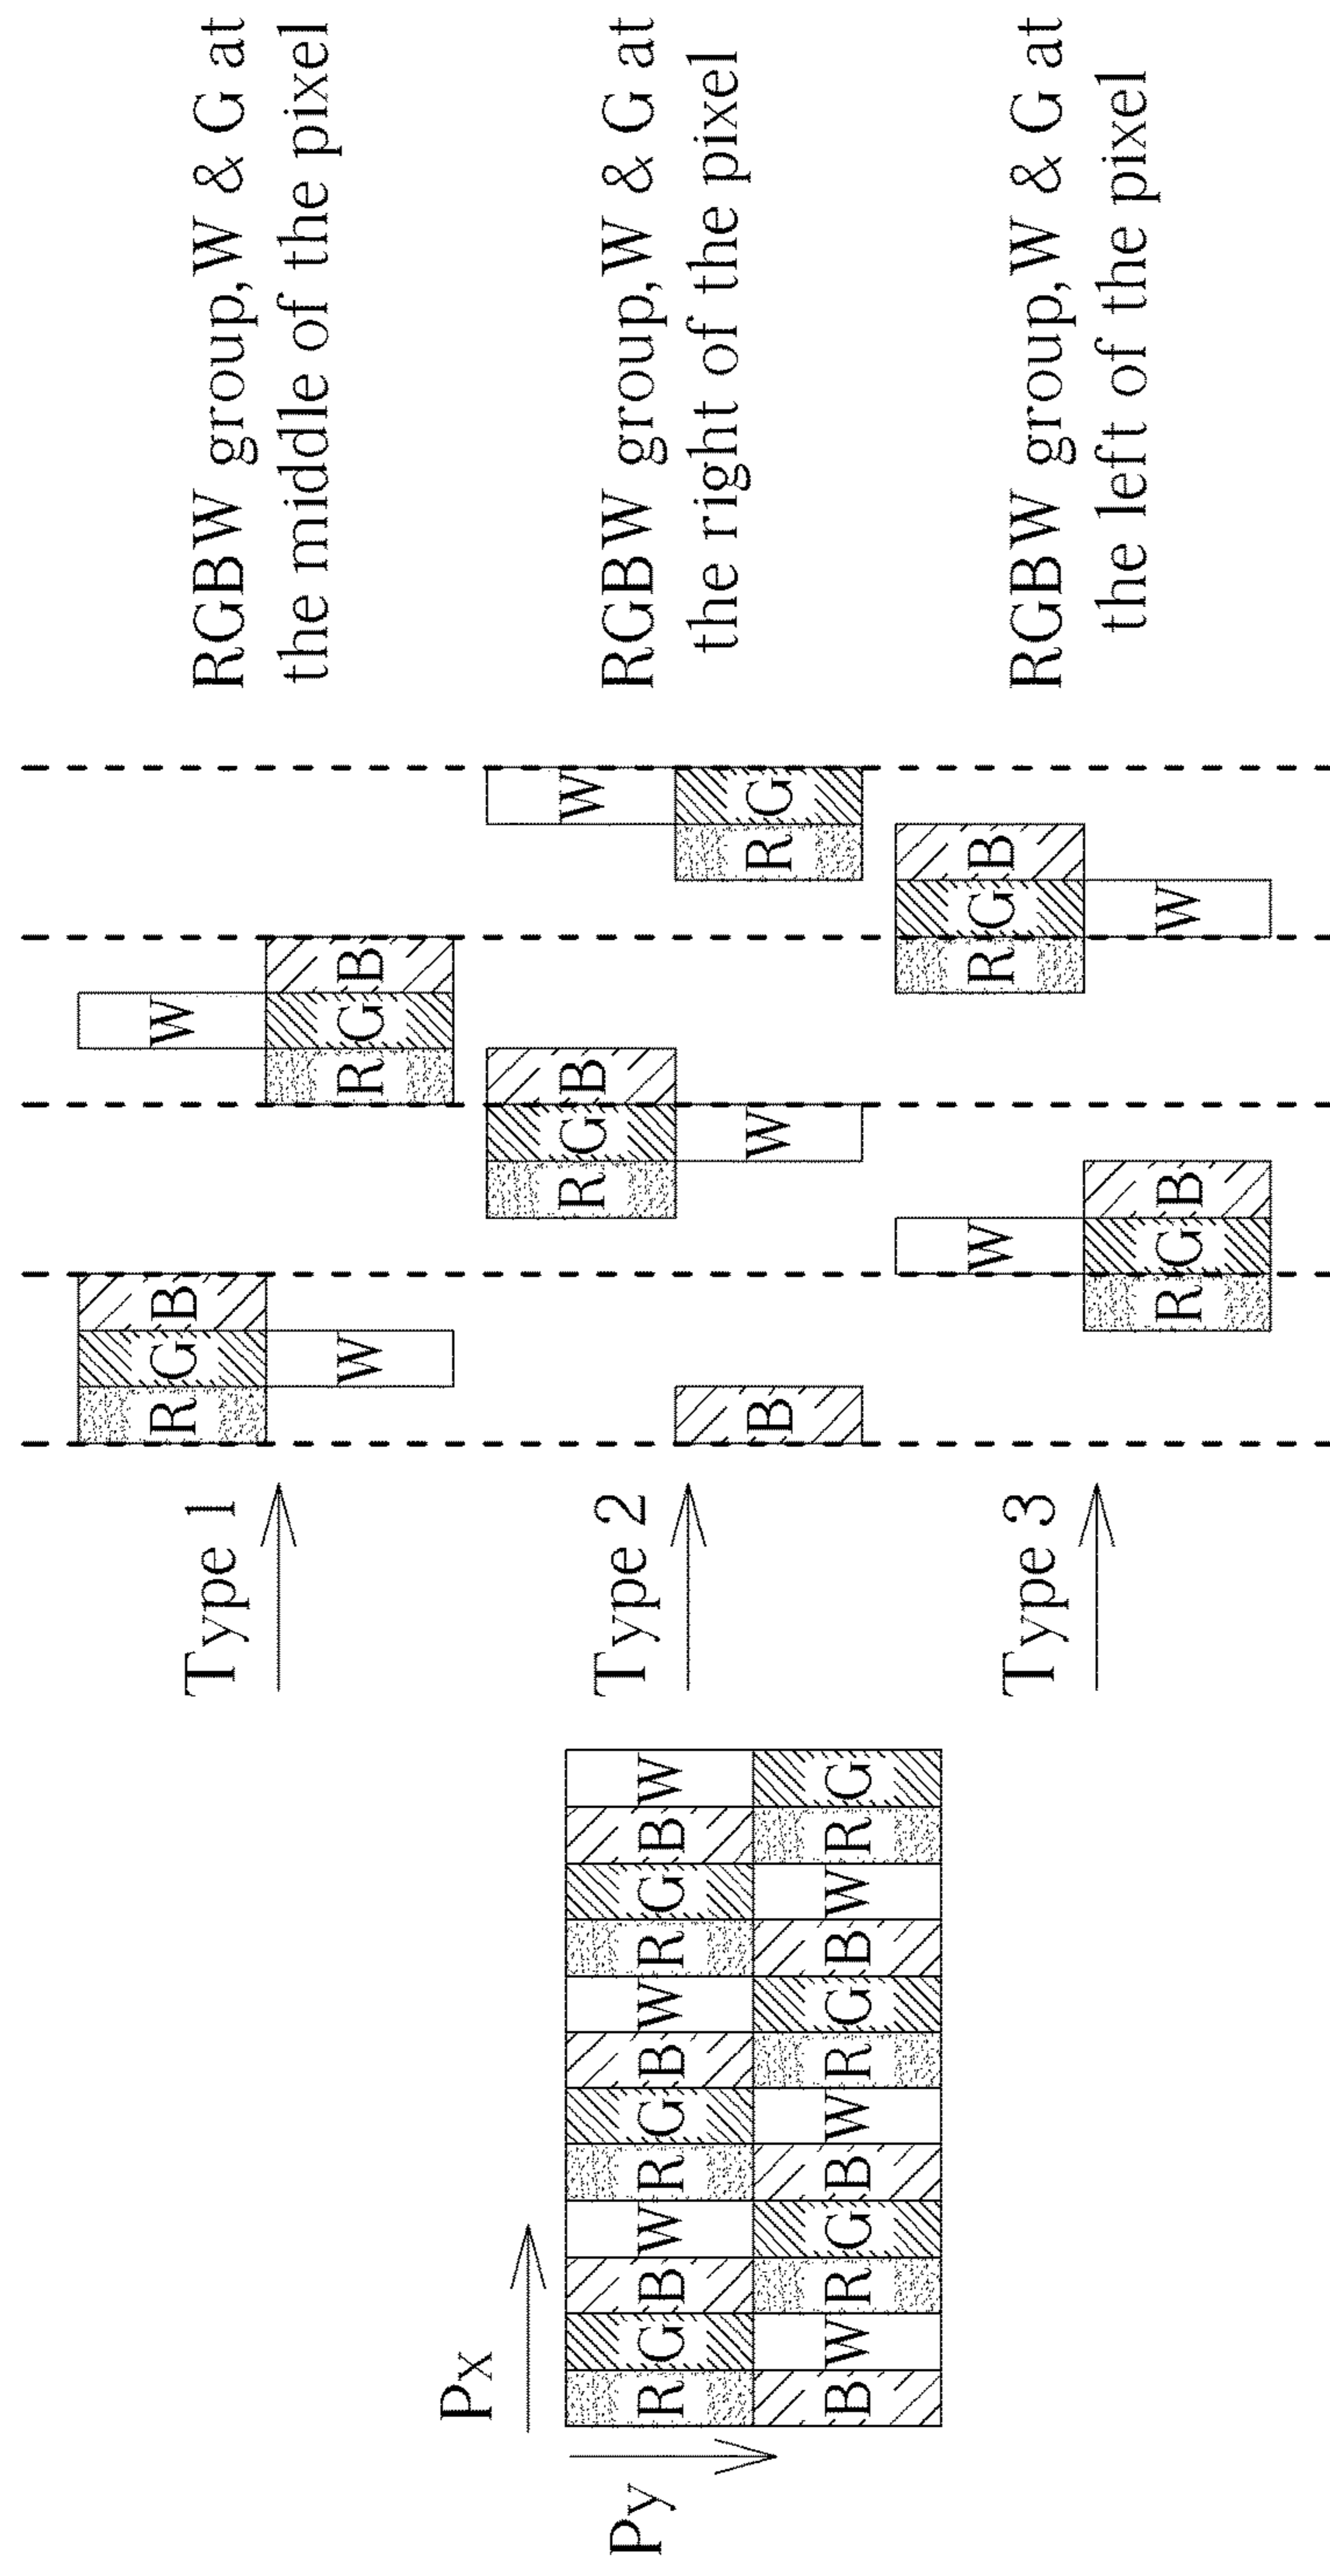 Px
Py
R G B W R G B W R G B W
B W R G B W R G B W R G
Type 1
R G B W
W R G B
RGBW group, W & G at
the middle of the pixel
Type 2
R G B W
B W R G
RGBW group, W & G at
the right of the pixel
Type 3
W R G B
R G B W
RGBW group, W & G at
the left of the pixel